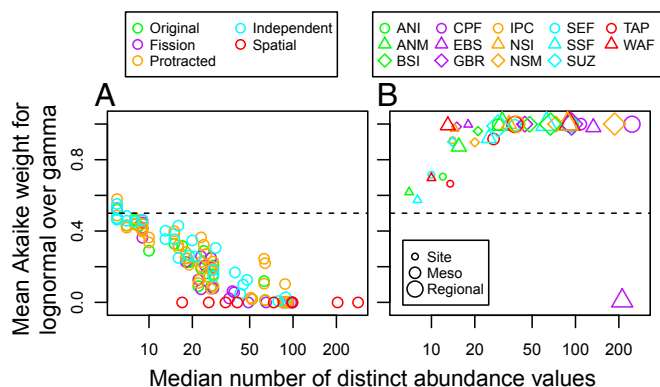 Original
Fission
Protracted
Independent
Spatial
ANI
ANM
BSI
CPF
EBS
GBR
IPC
NSI
NSM
SEF
SSF
SUZ
TAP
WAF
A
B
Mean Akaike weight for
lognormal over gamma
0.8
0.4
0.0
Site
Meso
Regional
10 20 50 100 200
10 20 50 100 200
Median number of distinct abundance values